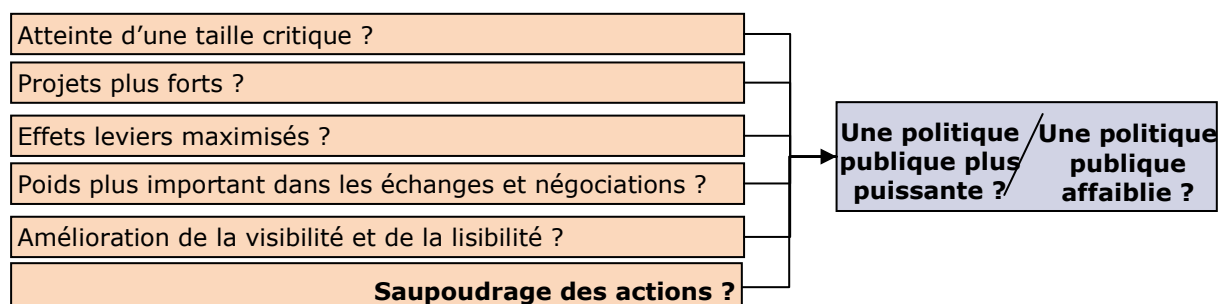 Atteinte d'une taille critique ?
Projets plus forts ?
Effets leviers maximisés ?
Poids plus important dans les échanges et négociations ?
Amélioration de la visibilité et de la lisibilité ?
Saupoudrage des actions ?
Une politique
publique plus
puissante ?
/
Une politique
publique
affaiblie ?